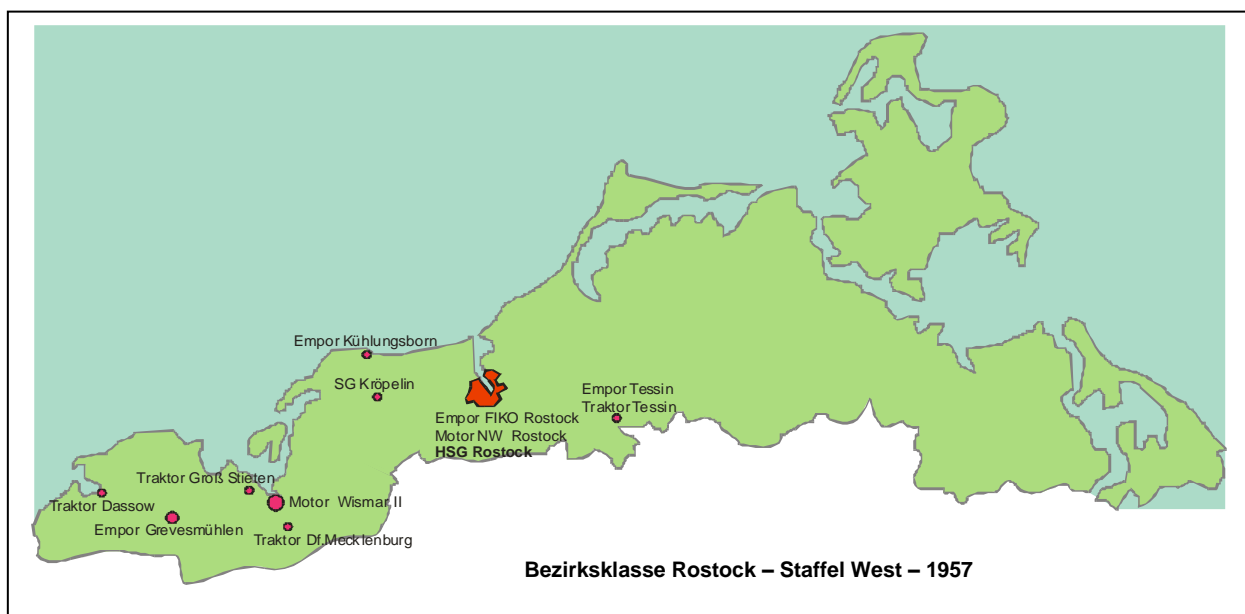 Empor Kühlungsborn
SG Kröpelin
Empor Tessin
Traktor Tessin
Empor FIKO Rostock
Motor NW Rostock
HSG Rostock
Traktor Groß Stieten
Traktor Dassow
Motor Wismar II
Empor Grevesmühlen
Traktor Df.Mecklenburg
Bezirksklasse Rostock – Staffel West – 1957